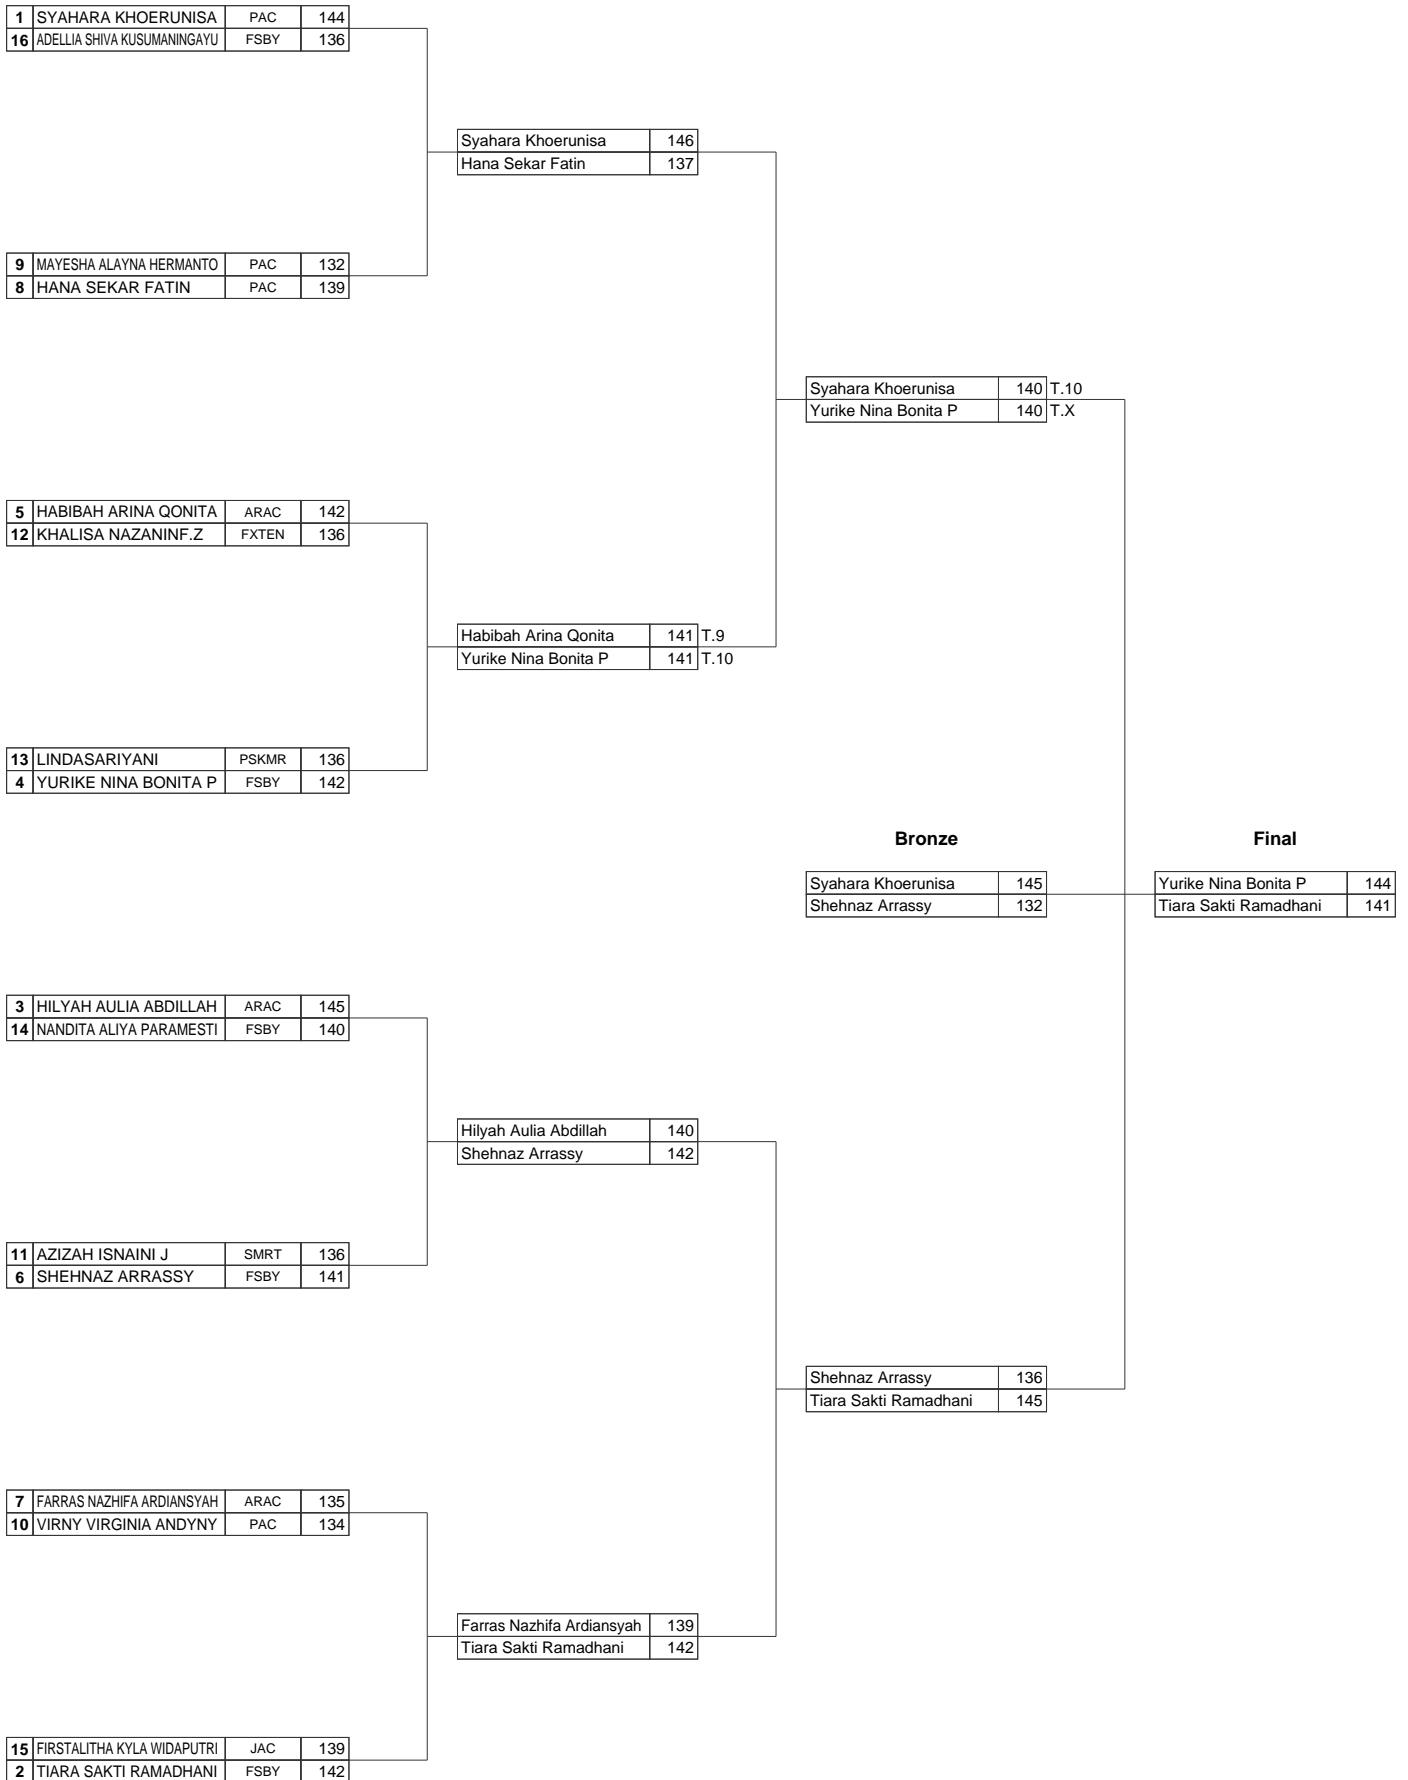 1 SYAHARA KHOERUNISA PAC 144
16 ADELLIA SHIVA KUSUMANINGAYU FSBY 136
Syahara Khoerunisa 146
Hana Sekar Fatin 137
9 MAYESHA ALAYNA HERMANTO PAC 132
8 HANA SEKAR FATIN PAC 139
Syahara Khoerunisa 140 T.10
Yurike Nina Bonita P 140 T.X
5 HABIBAH ARINA QONITA ARAC 142
12 KHALISA NAZANINF.Z FXTEN 136
Habibah Arina Qonita 141 T.9
Yurike Nina Bonita P 141 T.10
13 LINDASARIYANI PSKMR 136
4 YURIKE NINA BONITA P FSBY 142
Bronze Final
Syahara Khoerunisa 145 Yurike Nina Bonita P 144
Shehnaz Arrassy 132 Tiara Sakti Ramadhani 141
3 HILYAH AULIA ABDILLAH ARAC 145
14 NANDITA ALIYA PARAMESTI FSBY 140
Hilyah Aulia Abdillah 140
Shehnaz Arrassy 142
11 AZIZAH ISNAINI J SMRT 136
6 SHEHNAZ ARRASSY FSBY 141
Shehnaz Arrassy 136
Tiara Sakti Ramadhani 145
7 FARRAS NAZHIFA ARDIANSYAH ARAC 135
10 VIRNY VIRGINIA ANDYNY PAC 134
Farras Nazhifa Ardiansyah 139
Tiara Sakti Ramadhani 142
15 FIRSTALITHA KYLA WIDAPUTRI JAC 139
2 TIARA SAKTI RAMADHANI FSBY 142